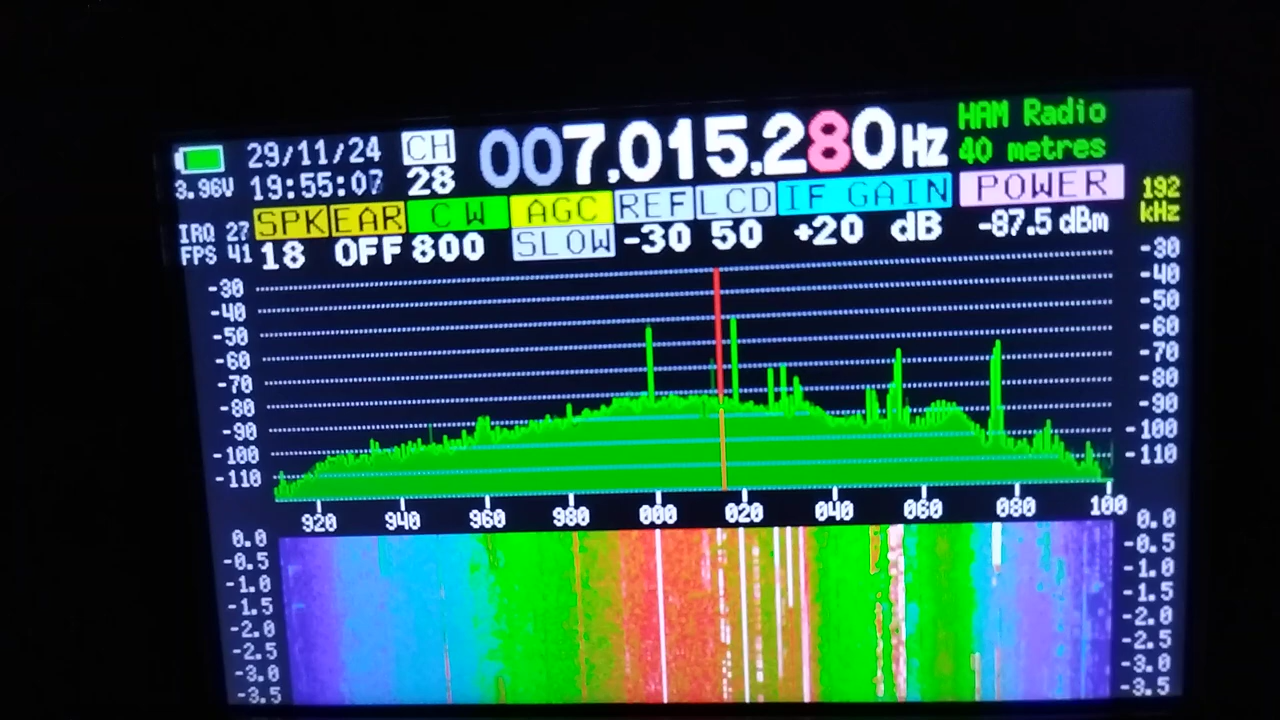 29/11/24 CH 007,015,280Hz HAM Radio
3.96V 19:55:07 28 40 metres
SPK EAR CW AGC REF LCD IF GAIN POWER 192
IRQ 27 kHz
FPS 41 18 OFF 800 SLOW -30 50 +20 dB -87.5 dBm
-30 -30
-40 -40
-50 -50
-60 -60
-70 -70
-80 -80
-90 -90
-100 -100
-110 -110
920 940 960 980 000 020 040 060 080 100
0.0 0.0
-0.5 -0.5
-1.0 -1.0
-1.5 -1.5
-2.0 -2.0
-2.5 -2.5
-3.0 -3.0
-3.5 -3.5